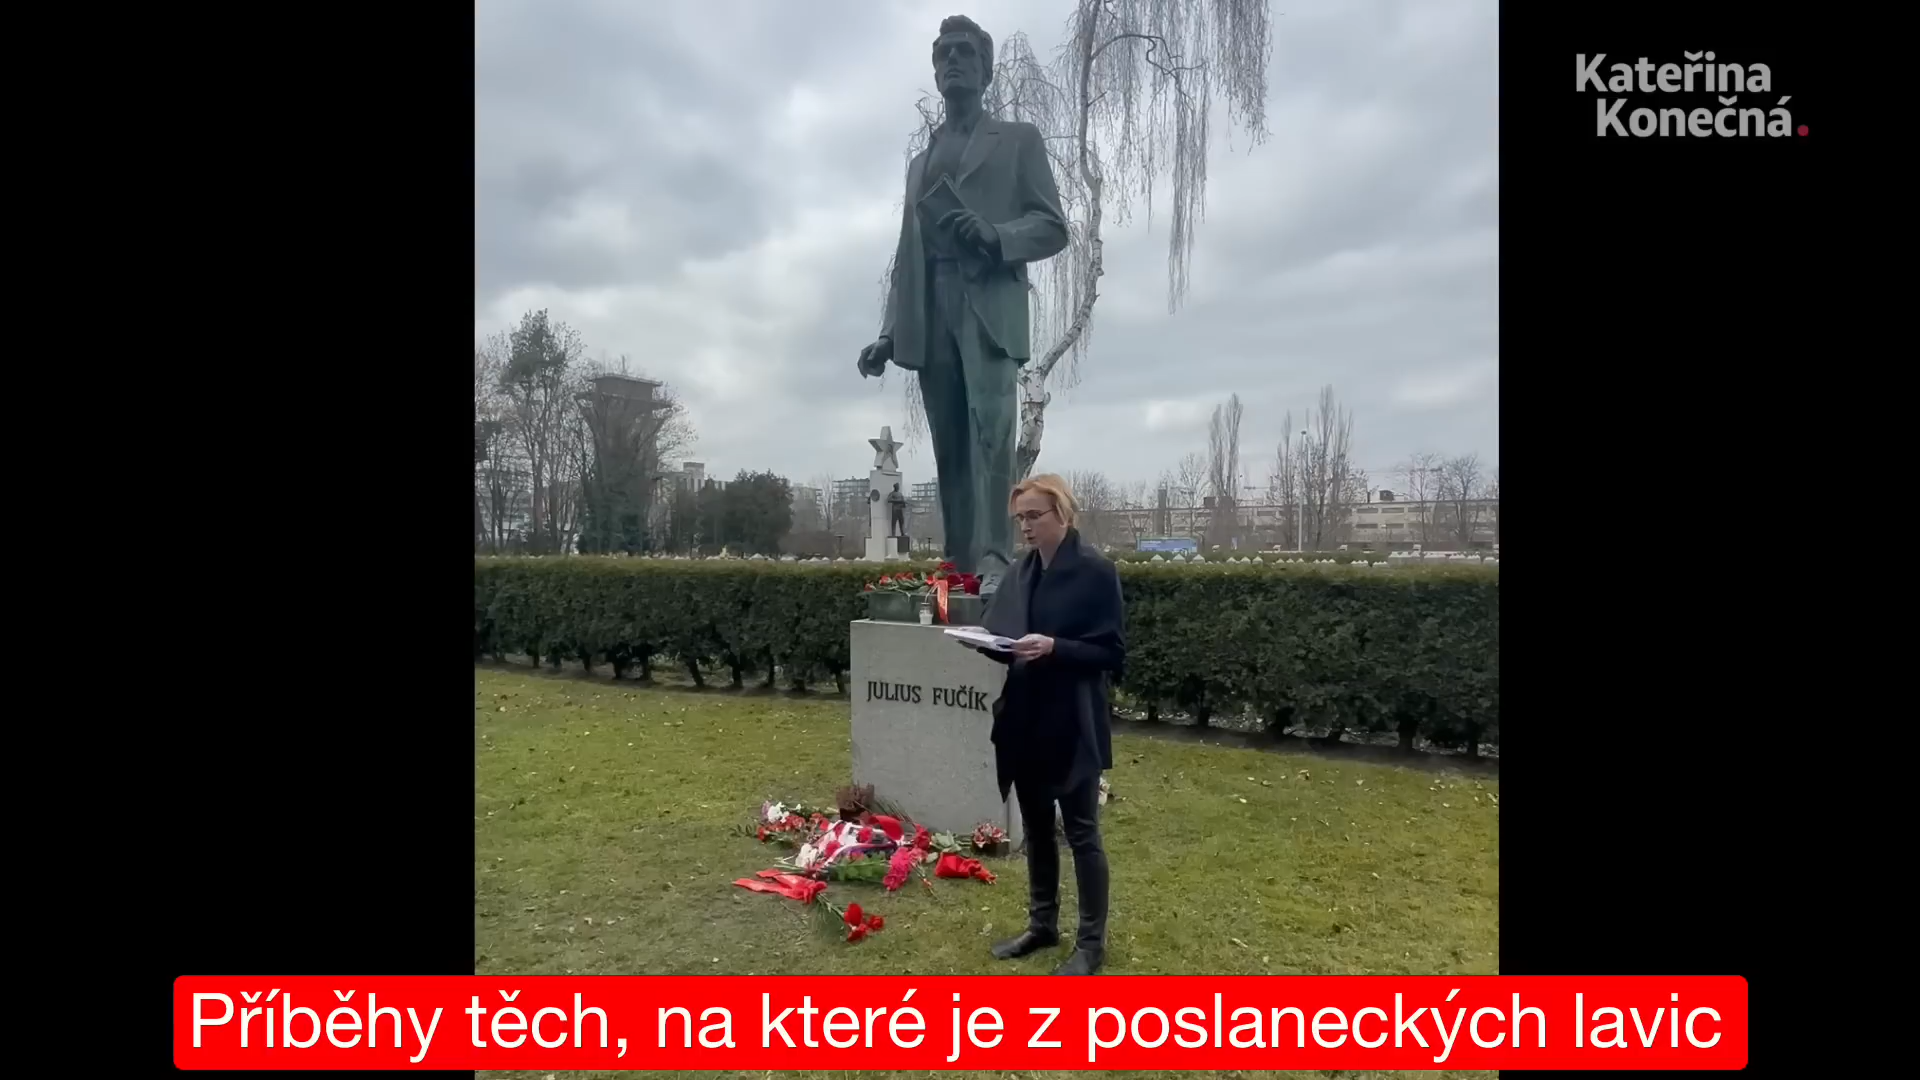 Kateřina
Konečná.
JULIUS FUČÍK
Příběhy těch, na které je z poslaneckých lavic